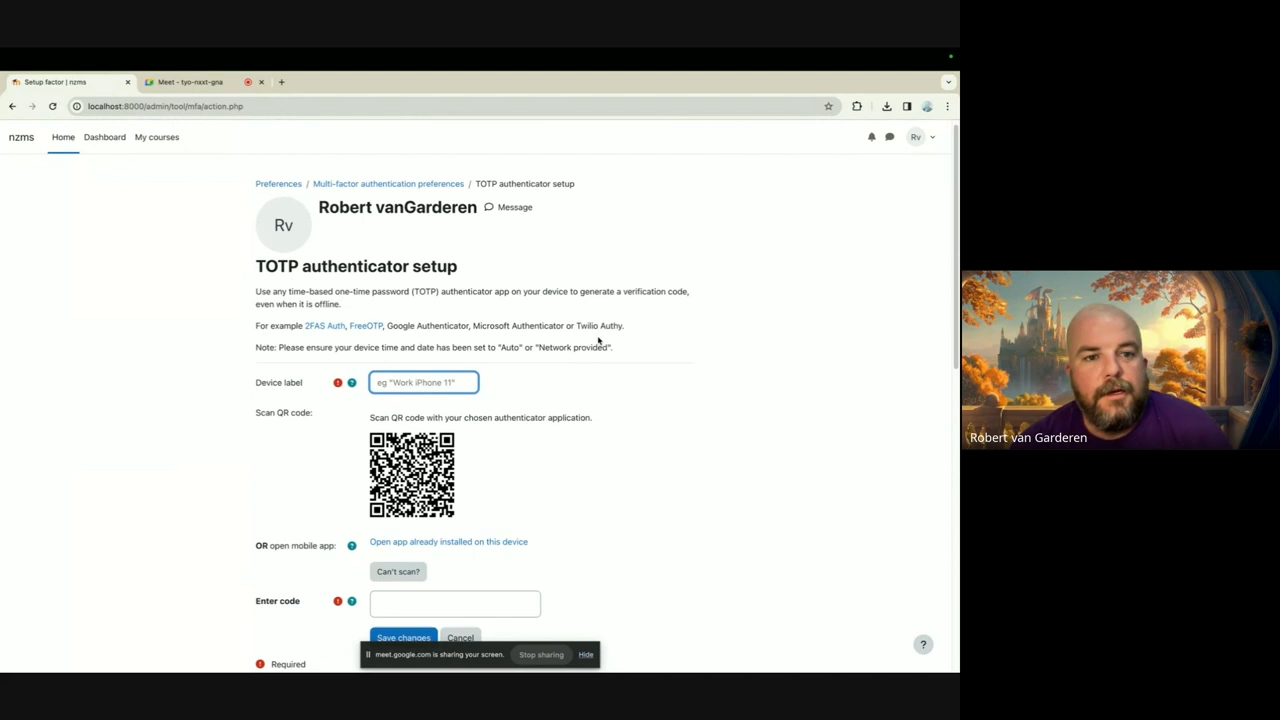 Setup factor | nzms
Meet - tyo-nxxt-gna
localhost:8000/admin/tool/mfa/action.php
nzms Home Dashboard My courses Rv
Preferences / Multi-factor authentication preferences / TOTP authenticator setup
Rv Robert vanGarderen Message
TOTP authenticator setup
Use any time-based one-time password (TOTP) authenticator app on your device to generate a verification code,
even when it is offline.
For example 2FAS Auth, FreeOTP, Google Authenticator, Microsoft Authenticator or Twilio Authy.
Note: Please ensure your device time and date has been set to "Auto" or "Network provided".
Device label ! ? eg "Work iPhone 11"
Scan QR code: Scan QR code with your chosen authenticator application.
OR open mobile app: ? Open app already installed on this device
Can't scan?
Enter code ! ?
Save changes Cancel
meet.google.com is sharing your screen. Stop sharing Hide
! Required
?
Robert van Garderen